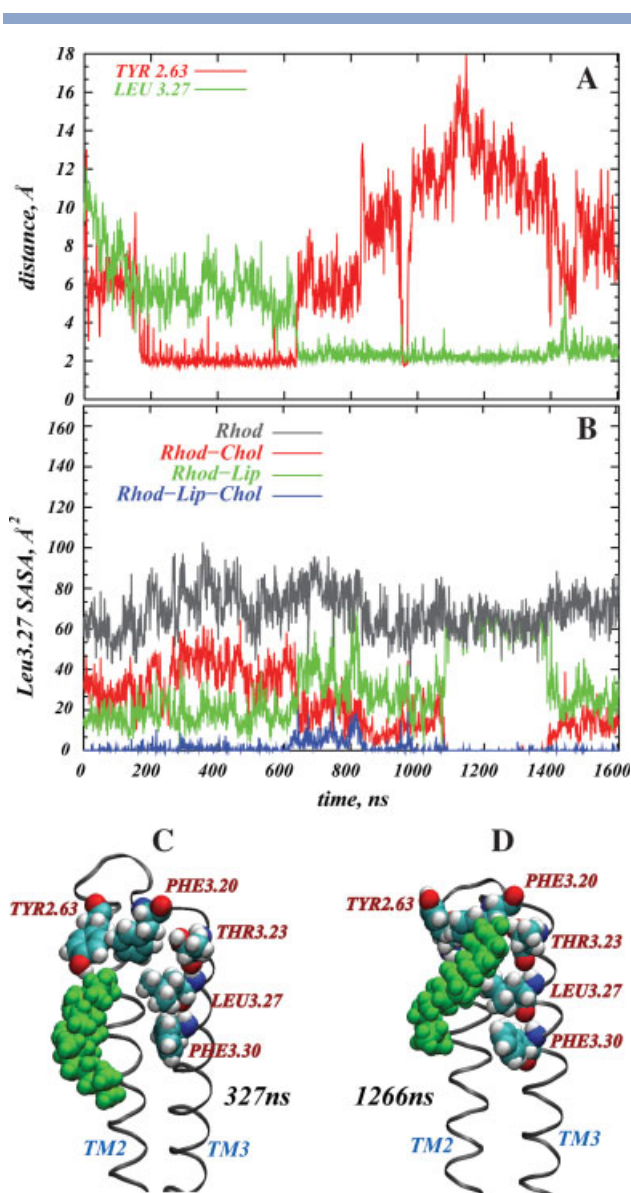 A
TYR 2.63
LEU 3.27
distance, Å
18
16
14
12
10
8
6
4
2
0
B
Rhod
Rhod-Chol
Rhod-Lip
Rhod-Lip-Chol
Leu3.27 SASA, Å²
160
140
120
100
80
60
40
20
0
0 200 400 600 800 1000 1200 1400 1600
time, ns
C
TYR2.63
PHE3.20
THR3.23
LEU3.27
PHE3.30
327ns
TM2
TM3
D
TYR2.63
PHE3.20
THR3.23
LEU3.27
PHE3.30
1266ns
TM2
TM3